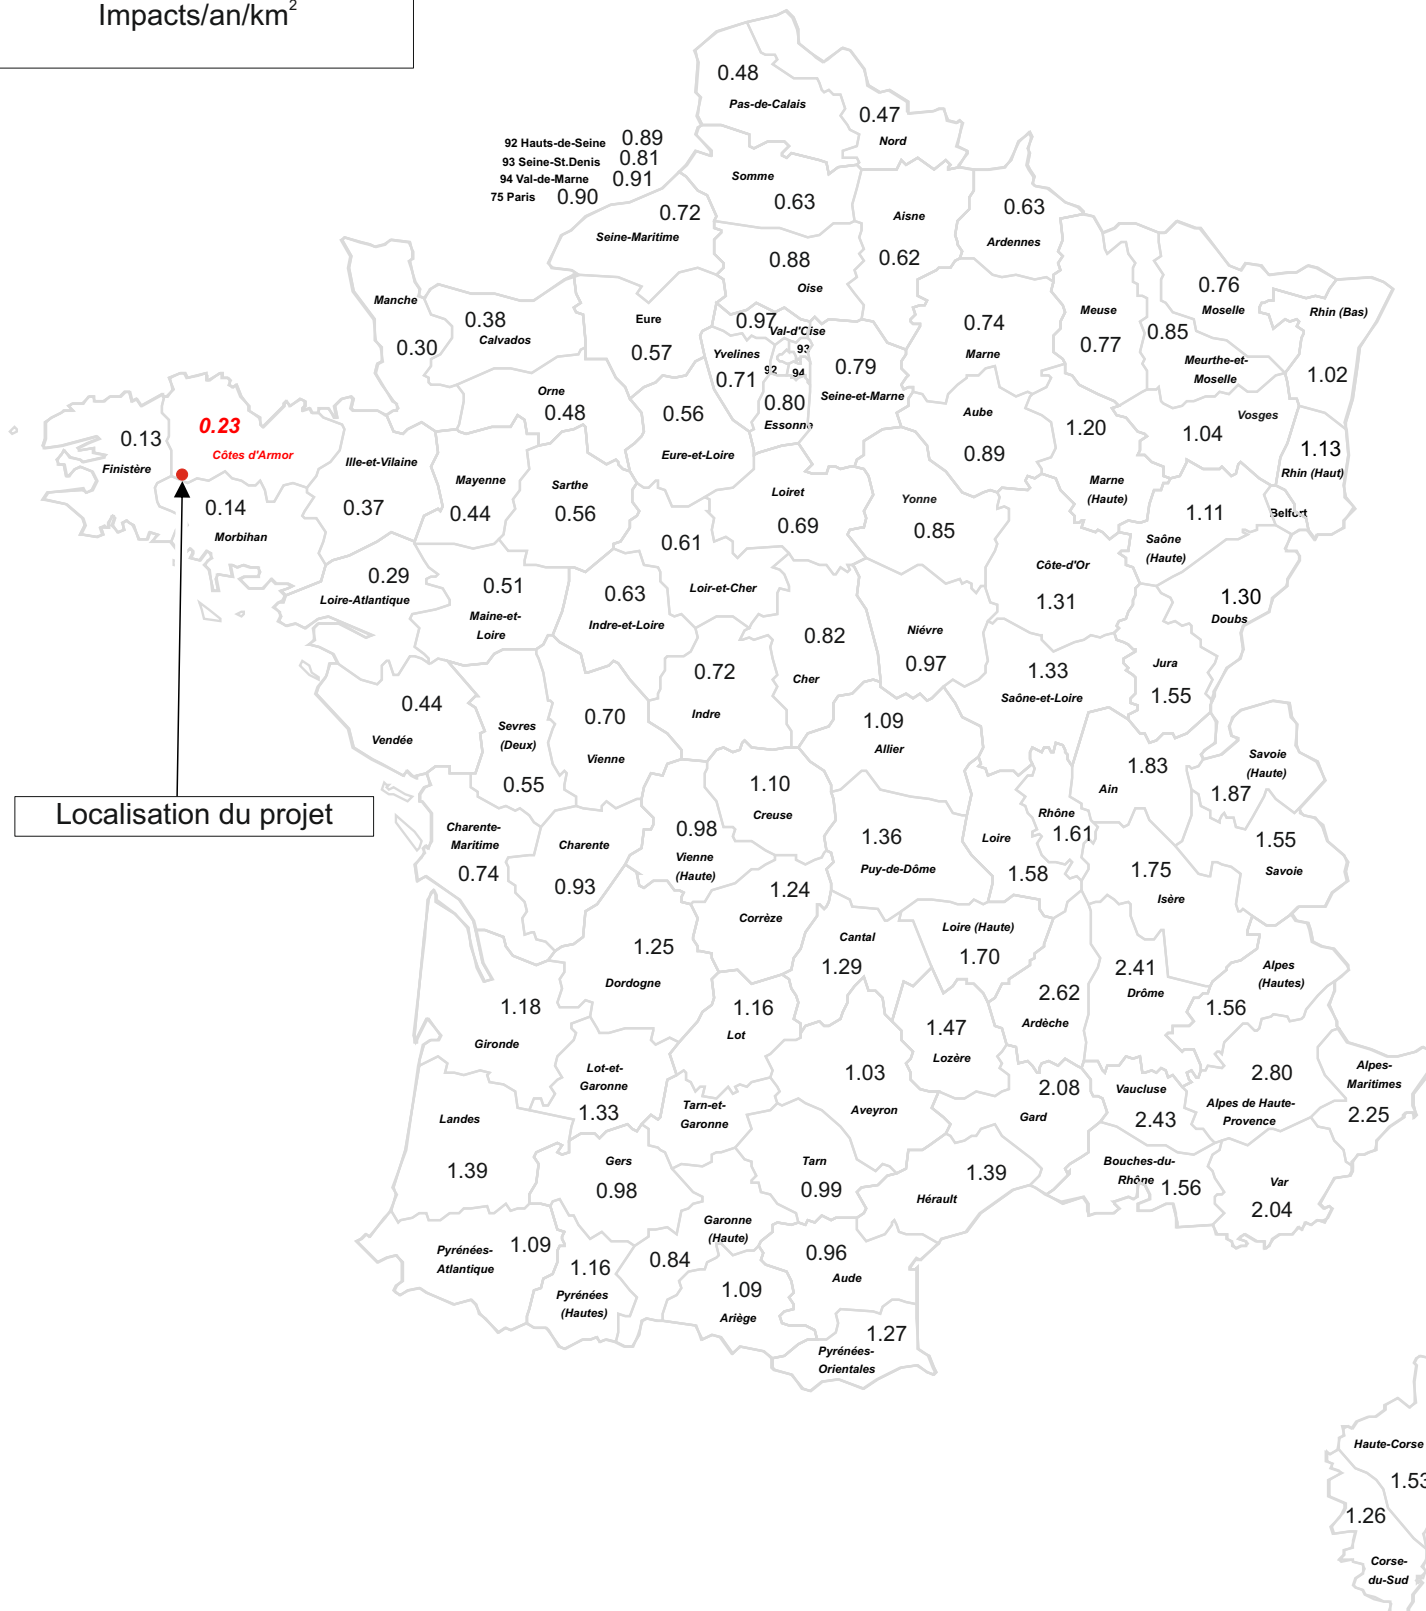 Impacts/an/km²
0.48
Pas-de-Calais
0.47
Nord
92 Hauts-de-Seine 0.89
93 Seine-St.Denis 0.81
94 Val-de-Marne 0.91
75 Paris 0.90
Somme
0.63
0.72
Seine-Maritime
Aisne
0.62
0.63
Ardennes
0.88
Oise
Manche
0.30
0.38
Calvados
Eure
0.57
0.97
Val-d'Oise
93
92
94
Yvelines
0.71
0.80
Essonne
0.79
Seine-et-Marne
0.74
Marne
Meuse
0.77
0.76
Moselle
0.85
Meurthe-et-
Moselle
Rhin (Bas)
1.02
Orne
0.48
0.56
Eure-et-Loire
Aube
0.89
1.20
Marne
(Haute)
Vosges
1.04
1.13
Rhin (Haut)
0.13
Finistère
0.23
Côtes d'Armor
Ille-et-Vilaine
0.37
0.14
Morbihan
Mayenne
0.44
Sarthe
0.56
Loiret
0.69
Yonne
0.85
1.11
Saône
(Haute)
Belfort
0.61
Loir-et-Cher
0.29
Loire-Atlantique
0.51
Maine-et-
Loire
0.63
Indre-et-Loire
Côte-d'Or
1.31
1.30
Doubs
0.82
Cher
Niévre
0.97
1.33
Saône-et-Loire
Jura
1.55
0.72
Indre
0.44
Vendée
Sevres
(Deux)
0.55
0.70
Vienne
1.09
Allier
1.83
Ain
Savoie
(Haute)
1.87
Localisation du projet
1.10
Creuse
Charente-
Maritime
0.74
Charente
0.93
0.98
Vienne
(Haute)
1.36
Puy-de-Dôme
Loire
1.58
Rhône
1.61
1.75
Isère
1.55
Savoie
1.24
Corrèze
1.25
Dordogne
Cantal
1.29
Loire (Haute)
1.70
2.41
Drôme
Alpes
(Hautes)
1.56
2.62
Ardèche
1.18
Gironde
1.16
Lot
1.47
Lozère
Lot-et-
Garonne
1.33
1.03
Aveyron
2.08
Gard
Vaucluse
2.43
2.80
Alpes de Haute-
Provence
Alpes-
Maritimes
2.25
Landes
1.39
Tarn-et-
Garonne
Gers
0.98
Tarn
0.99
1.39
Hérault
Bouches-du-
Rhône
1.56
Var
2.04
Garonne
(Haute)
0.84
Pyrénées-
Atlantique
1.09
1.16
Pyrénées
(Hautes)
0.96
Aude
1.09
Ariège
1.27
Pyrénées-
Orientales
Haute-Corse
1.53
1.26
Corse-
du-Sud